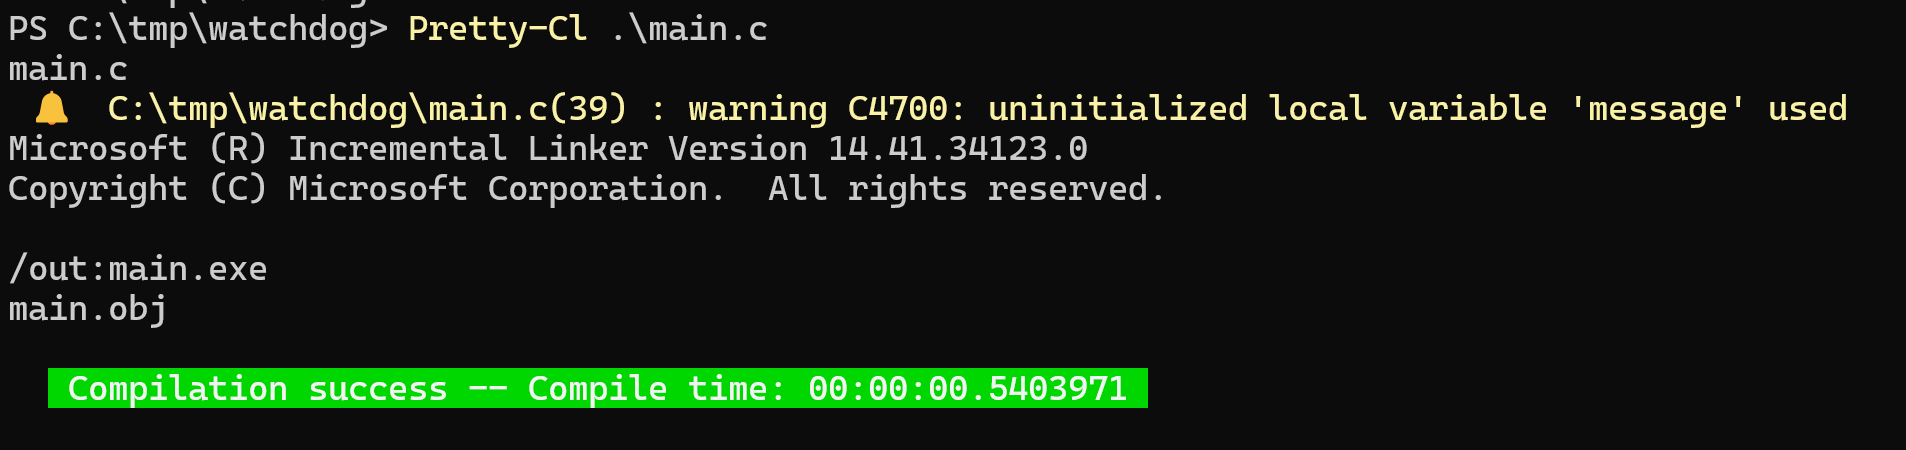 PS C:\tmp\watchdog> Pretty-Cl .\main.c
main.c
🔔 C:\tmp\watchdog\main.c(39) : warning C4700: uninitialized local variable 'message' used
Microsoft (R) Incremental Linker Version 14.41.34123.0
Copyright (C) Microsoft Corporation.  All rights reserved.
/out:main.exe
main.obj
Compilation success -- Compile time: 00:00:00.5403971